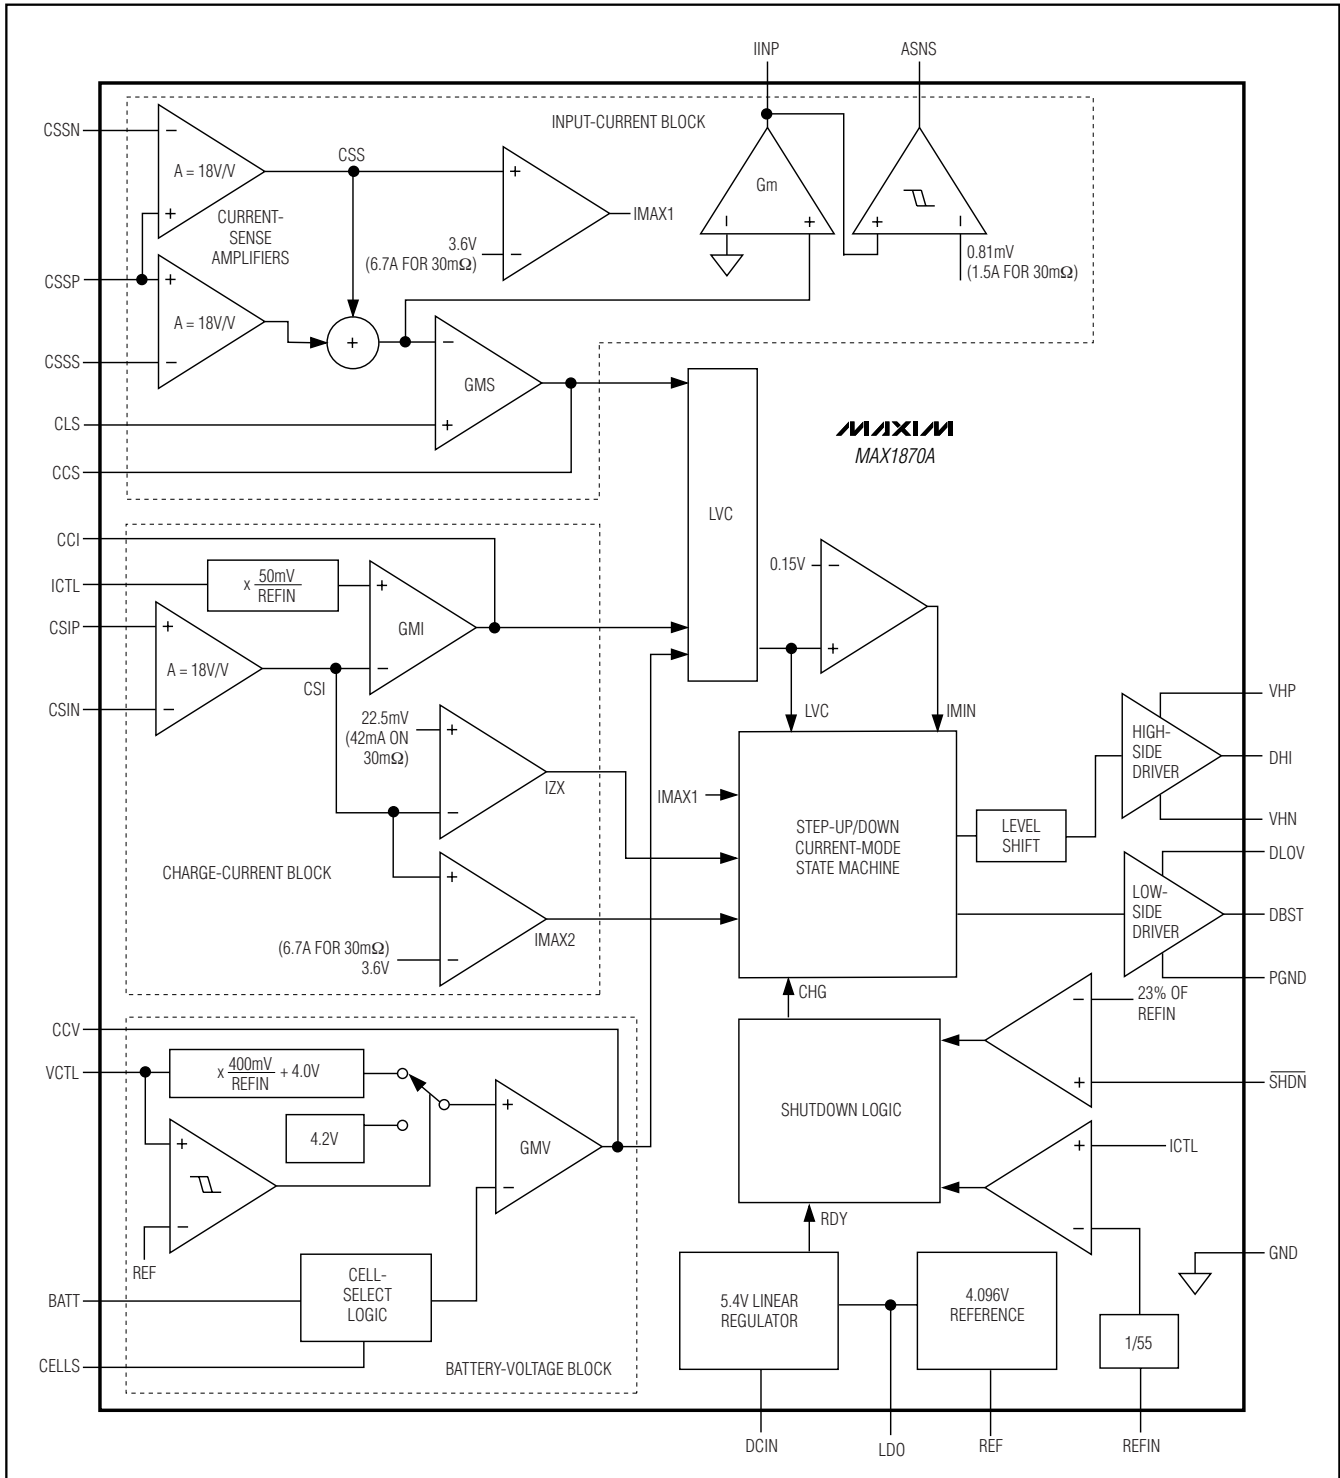 IINP
ASNS
INPUT-CURRENT BLOCK
CSSN
−
A = 18V/V
+
CSS
CURRENT-
SENSE
AMPLIFIERS
+
3.6V
(6.7A FOR 30mΩ)
−
IMAX1
Gm
−
+
+
−
0.81mV
(1.5A FOR 30mΩ)
CSSP
+
A = 18V/V
−
CSSS
+
−
GMS
+
CLS
CCS
MAXIM
MAX1870A
LVC
CCI
ICTL
x 50mV
REFIN
+
GMI
−
CSIP
+
A = 18V/V
−
CSIN
CSI
0.15V
−
+
LVC
IMIN
22.5mV
(42mA ON
30mΩ)
+
−
IZX
CHARGE-CURRENT BLOCK
+
(6.7A FOR 30mΩ)
3.6V
−
IMAX2
IMAX1
STEP-UP/DOWN
CURRENT-MODE
STATE MACHINE
LEVEL
SHIFT
HIGH-
SIDE
DRIVER
VHP
DHI
VHN
LOW-
SIDE
DRIVER
DLOV
DBST
PGND
CHG
CCV
VCTL
x 400mV + 4.0V
REFIN
4.2V
+
−
REF
+
GMV
−
SHUTDOWN LOGIC
−
23% OF
REFIN
+
SHDN
+
ICTL
−
RDY
GND
BATT
CELL-
SELECT
LOGIC
CELLS
BATTERY-VOLTAGE BLOCK
5.4V LINEAR
REGULATOR
4.096V
REFERENCE
1/55
DCIN
LDO
REF
REFIN